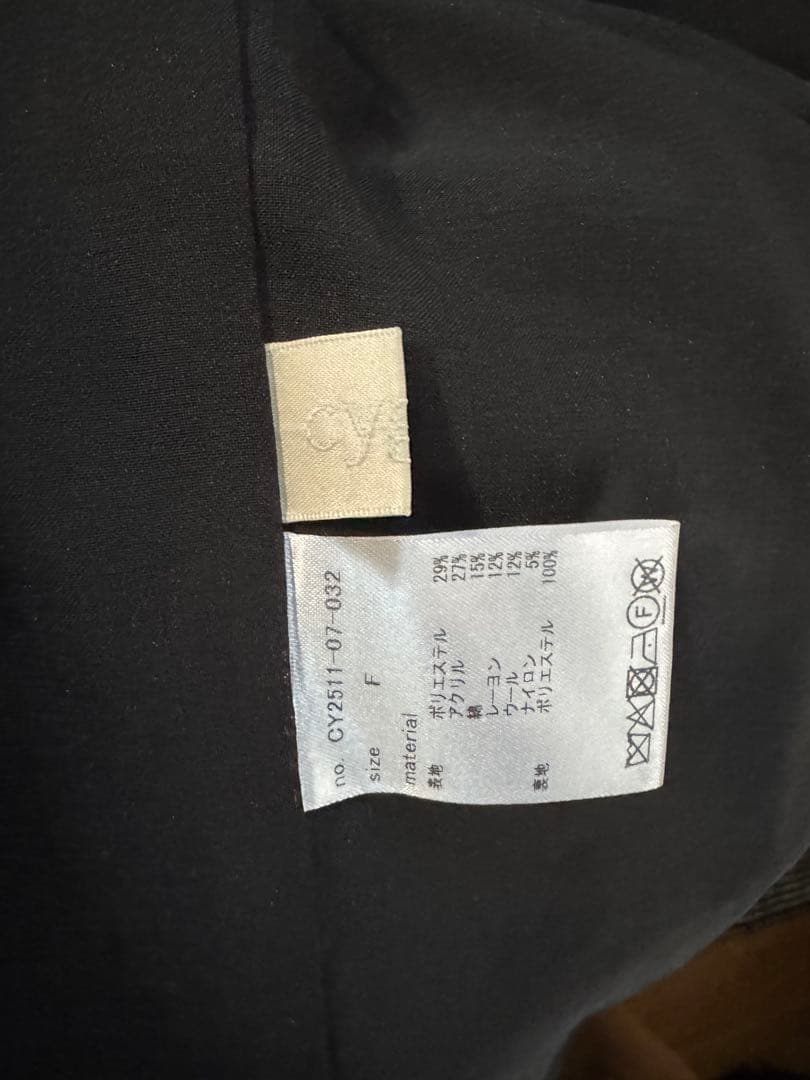 no. CY2511-07-032
size F
material
表地 ポリエステル 29%
アクリル 27%
綿 15%
レーヨン 12%
ウール 12%
ナイロン 5%
裏地 ポリエステル 100%
F
W